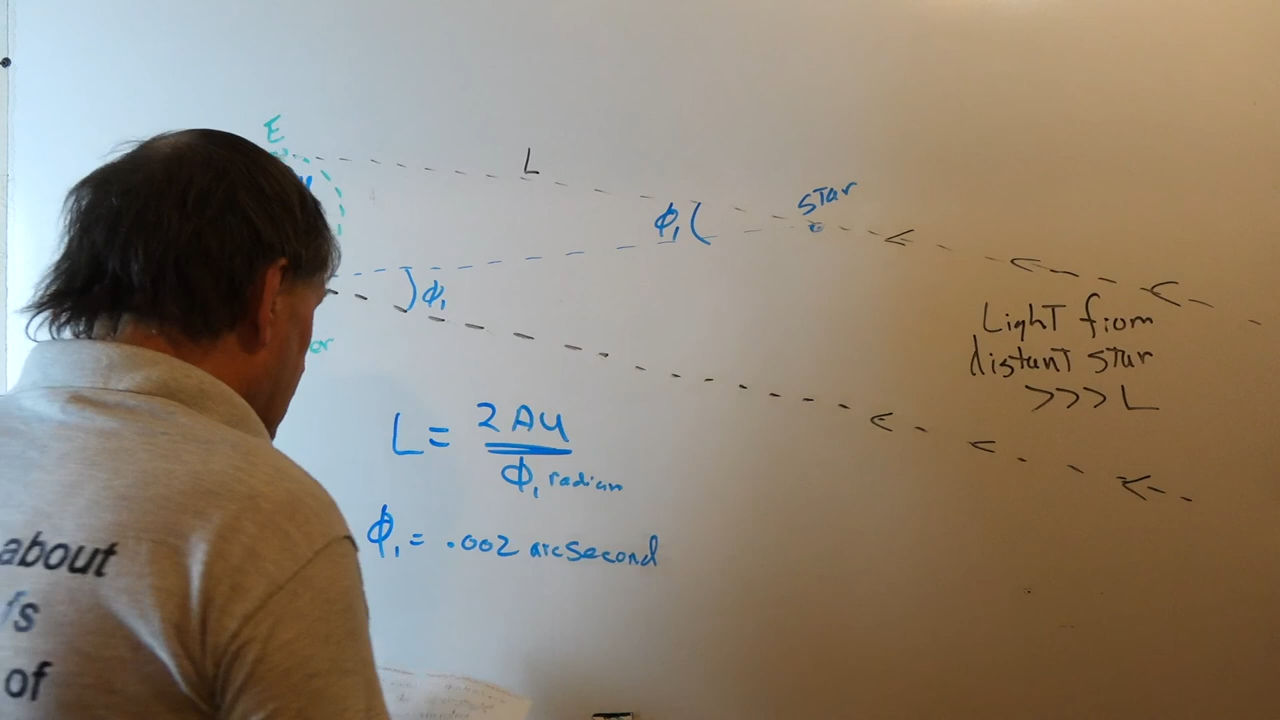 E
L
STar
ϕ₁
ϕ₁
LighT from
distant STar
>>>L
L = 2 AU / ϕ₁ radian
ϕ₁ = .002 arcsecond
about
of